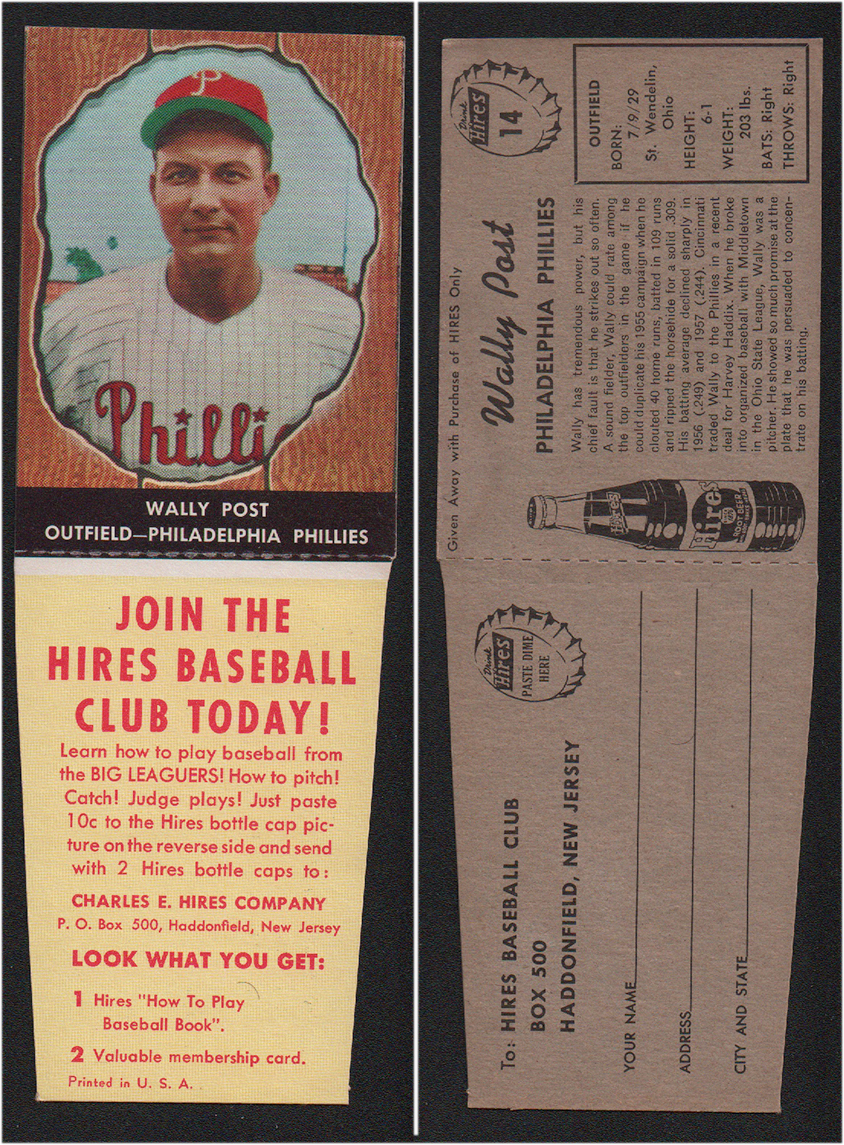 P
Philli
WALLY POST
OUTFIELD—PHILADELPHIA PHILLIES
JOIN THE
HIRES BASEBALL
CLUB TODAY!
Learn how to play baseball from
the BIG LEAGUERS! How to pitch!
Catch! Judge plays! Just paste
10c to the Hires bottle cap pic-
ture on the reverse side and send
with 2 Hires bottle caps to:
CHARLES E. HIRES COMPANY
P. O. Box 500, Haddonfield, New Jersey
LOOK WHAT YOU GET:
1 Hires "How To Play
Baseball Book".
2 Valuable membership card.
Printed in U. S. A.
Given Away with Purchase of HIRES Only
Drink
Hires
14
Wally Post
PHILADELPHIA PHILLIES
OUTFIELD
BORN:
7/9/29
St. Wendelin,
Ohio
HEIGHT:
6-1
WEIGHT:
203 lbs.
BATS: Right
THROWS: Right
Wally has tremendous power, but his
chief fault is that he strikes out so often.
A sound fielder, Wally could rate among
the top outfielders in the game if he
could duplicate his 1955 campaign when he
clouted 40 home runs, batted in 109 runs
and ripped the horsehide for a solid .309.
His batting average declined sharply in
1956 (.249) and 1957 (.244). Cincinnati
traded Wally to the Phillies in a recent
deal for Harvey Haddix. When he broke
into organized baseball with Middletown
in the Ohio State League, Wally was a
pitcher. He showed so much promise at the
plate that he was persuaded to concen-
trate on his batting.
Hires
Hires
ROOT BEER
Drink
Hires
PASTE DIME
HERE
To: HIRES BASEBALL CLUB
BOX 500
HADDONFIELD, NEW JERSEY
YOUR NAME
ADDRESS
CITY AND STATE